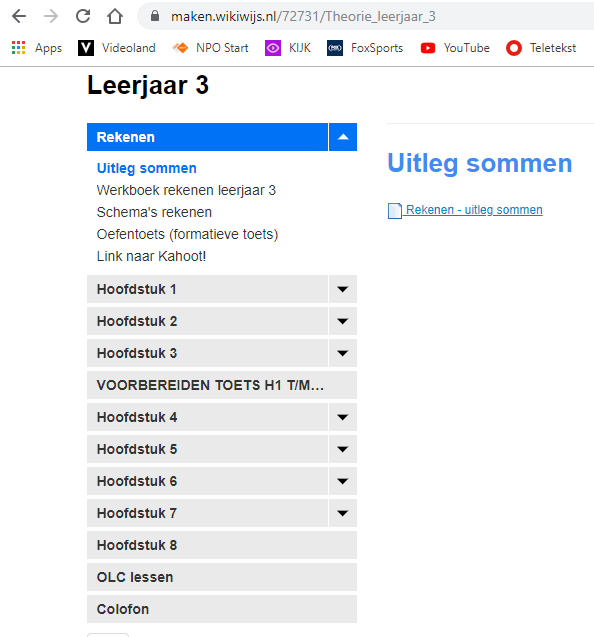 maken.wikiwijs.nl/72731/Theorie_leerjaar_3
Apps Videoland NPO Start KIJK FoxSports YouTube Teletekst
Leerjaar 3
Rekenen
Uitleg sommen
Werkboek rekenen leerjaar 3
Schema's rekenen
Oefentoets (formatieve toets)
Link naar Kahoot!
Hoofdstuk 1
Hoofdstuk 2
Hoofdstuk 3
VOORBEREIDEN TOETS H1 T/M...
Hoofdstuk 4
Hoofdstuk 5
Hoofdstuk 6
Hoofdstuk 7
Hoofdstuk 8
OLC lessen
Colofon
Uitleg sommen
Rekenen - uitleg sommen